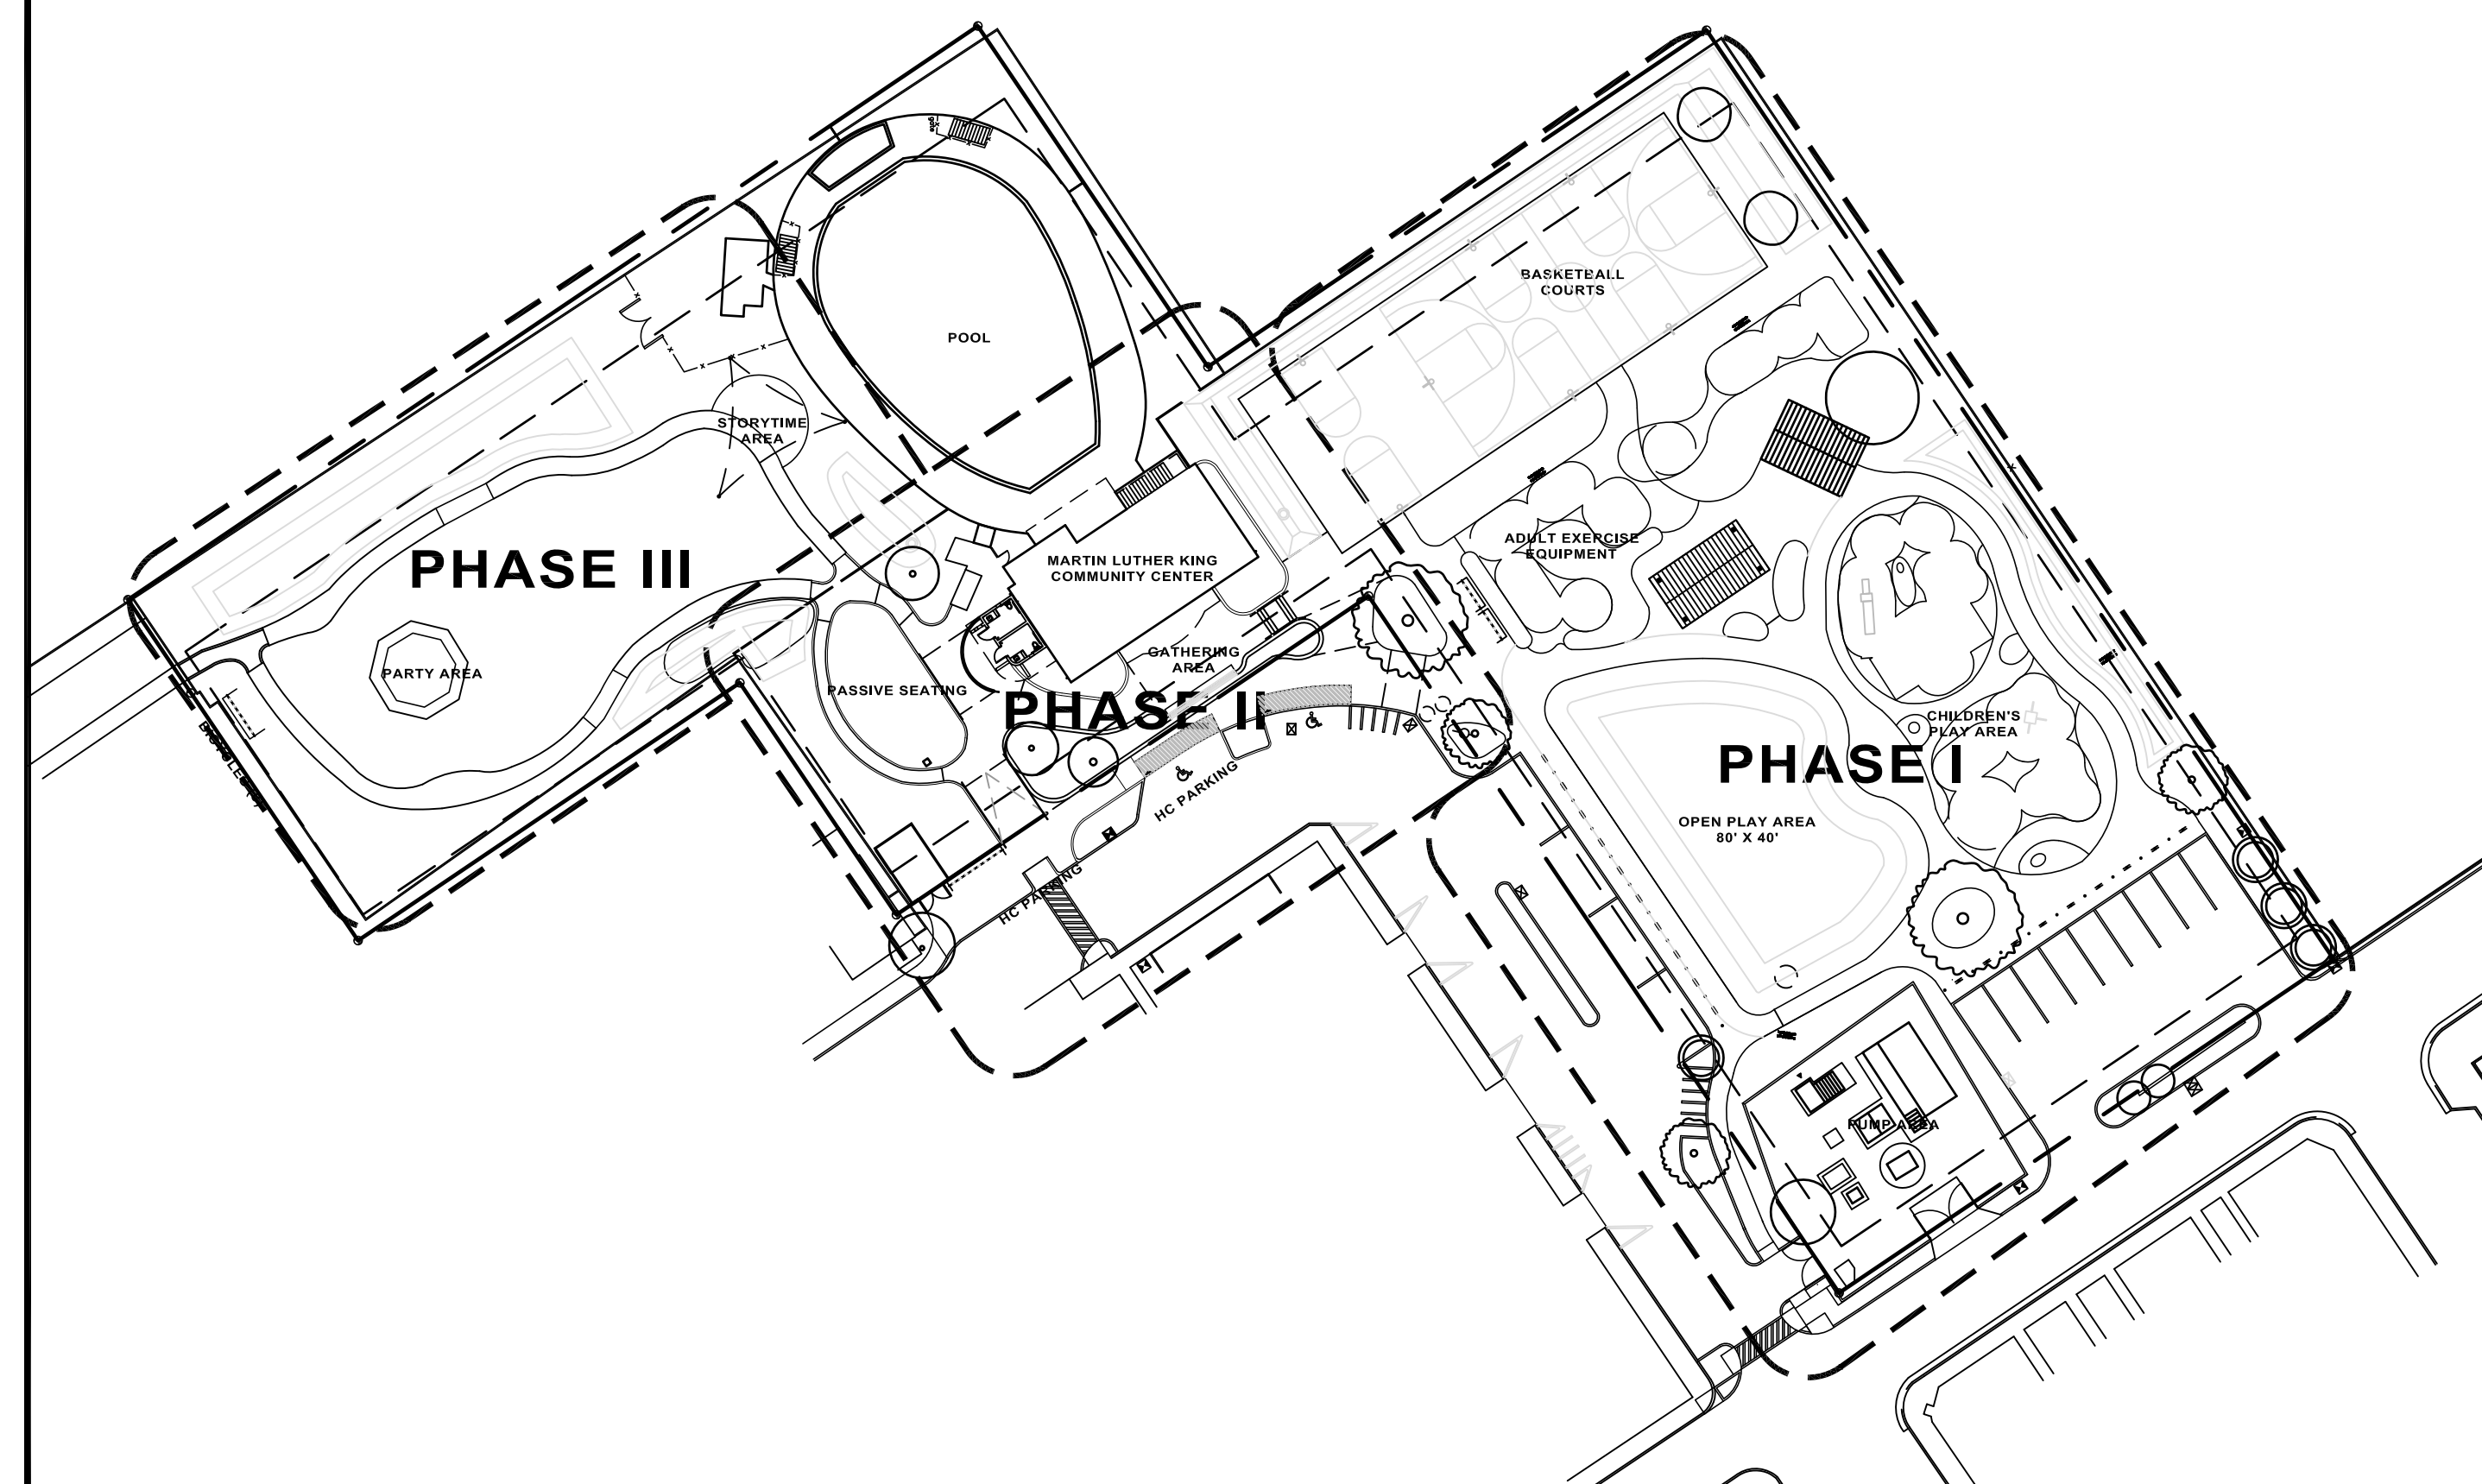 gate
POOL
BASKETBALL
COURTS
STORYTIME
AREA
ADULT EXERCISE
EQUIPMENT
PHASE III
MARTIN LUTHER KING
COMMUNITY CENTER
GATHERING
AREA
PARTY AREA
PASSIVE SEATING
PHASE II
CHILDREN'S
PLAY AREA
PHASE I
HC PARKING
OPEN PLAY AREA
80' X 40'
HC PARKING
PUMP AREA